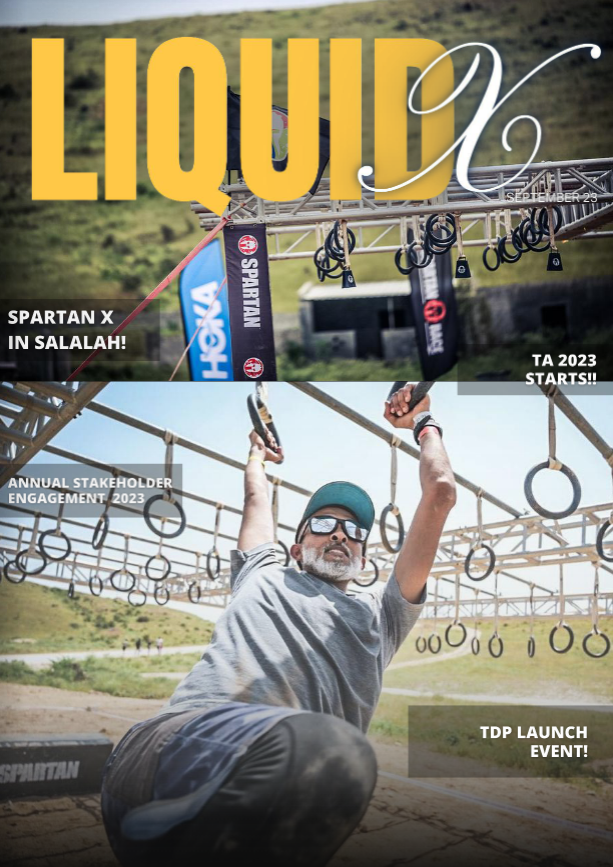 LIQUID X
SEPTEMBER 23
SPARTAN
HOKA
RACE
SPARTAN X
IN SALALAH!
TA 2023
STARTS!!
ANNUAL STAKEHOLDER
ENGAGEMENT 2023
TDP LAUNCH
EVENT!
SPARTAN